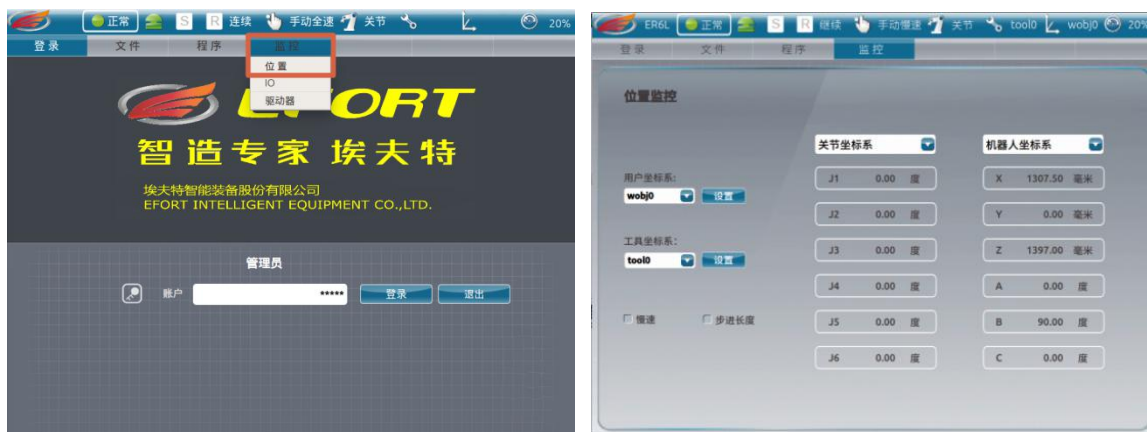 正常 S R 连续 手动全速 关节 20%
登录 文件 程序 监控
位置
IO
驱动器
EFORT
智造专家 埃夫特
埃夫特智能装备股份有限公司
EFORT INTELLIGENT EQUIPMENT CO.,LTD.
管理员
账户 ***** 登录 退出
ER6L 正常 S R 继续 手动慢速 关节 tool0 wobj0 20%
登录 文件 程序 监控
位置监控
关节坐标系 机器人坐标系
用户坐标系:
wobj0 设置
工具坐标系:
tool0 设置
慢速 步进长度
J1 0.00 度 X 1307.50 毫米
J2 0.00 度 Y 0.00 毫米
J3 0.00 度 Z 1397.00 毫米
J4 0.00 度 A 0.00 度
J5 0.00 度 B 90.00 度
J6 0.00 度 C 0.00 度